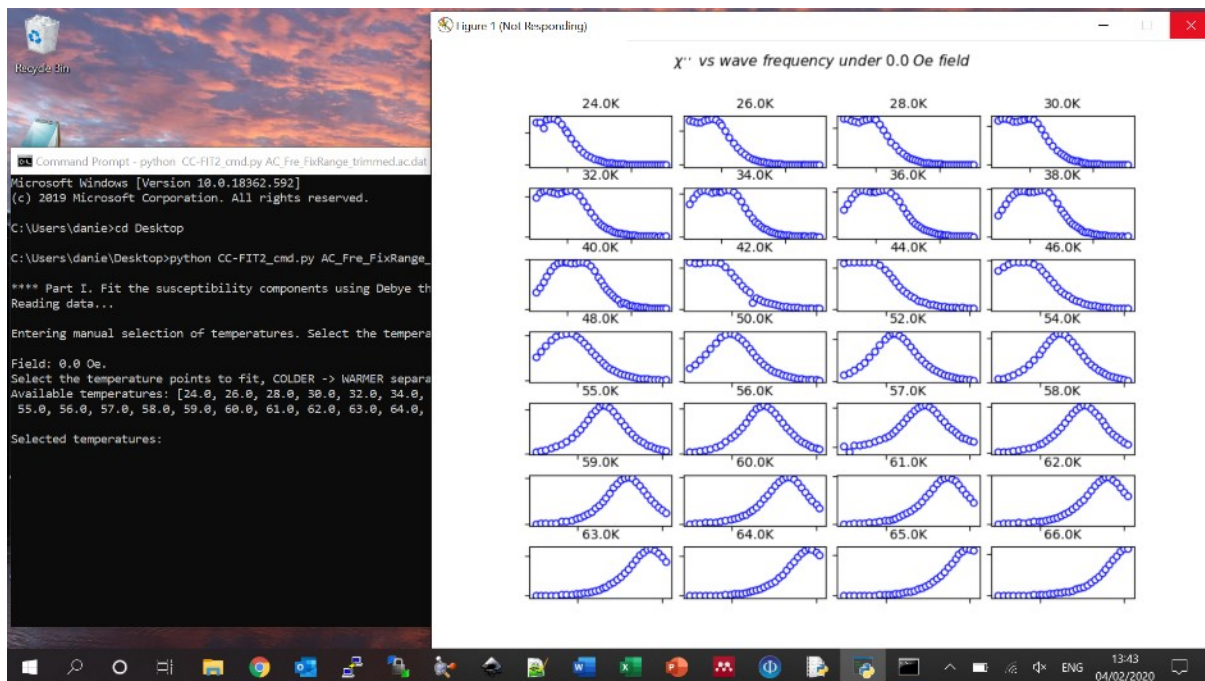 Recycle Bin
Command Prompt - python CC-FIT2_cmd.py AC_Fre_FixRange_trimmed.ac.dat
Microsoft Windows [Version 10.0.18362.592]
(c) 2019 Microsoft Corporation. All rights reserved.
C:\Users\danie>cd Desktop
C:\Users\danie\Desktop>python CC-FIT2_cmd.py AC_Fre_FixRange_
**** Part I. Fit the susceptibility components using Debye th
Reading data...
Entering manual selection of temperatures. Select the tempera
Field: 0.0 Oe.
Select the temperature points to fit, COLDER -> WARMER separa
Available temperatures: [24.0, 26.0, 28.0, 30.0, 32.0, 34.0,
55.0, 56.0, 57.0, 58.0, 59.0, 60.0, 61.0, 62.0, 63.0, 64.0,
Selected temperatures:
Figure 1 (Not Responding)
χ'' vs wave frequency under 0.0 Oe field
24.0K 26.0K 28.0K 30.0K
32.0K 34.0K 36.0K 38.0K
40.0K 42.0K 44.0K 46.0K
48.0K 50.0K 52.0K 54.0K
55.0K 56.0K 57.0K 58.0K
59.0K 60.0K 61.0K 62.0K
63.0K 64.0K 65.0K 66.0K
ENG
13:43
04/02/2020